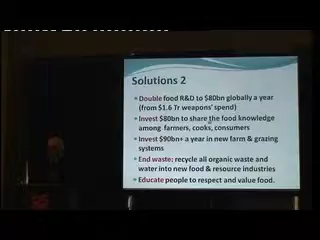 Solutions 2
• Double food R&D to $80bn globally a year
(from $1.6 Tr weapons' spend)
• Invest $80bn to share the food knowledge
among farmers, cooks, consumers
• Invest $90bn+ a year in new farm & grazing
systems
• End waste: recycle all organic waste and
water into new food & resource industries
• Educate people to respect and value food.